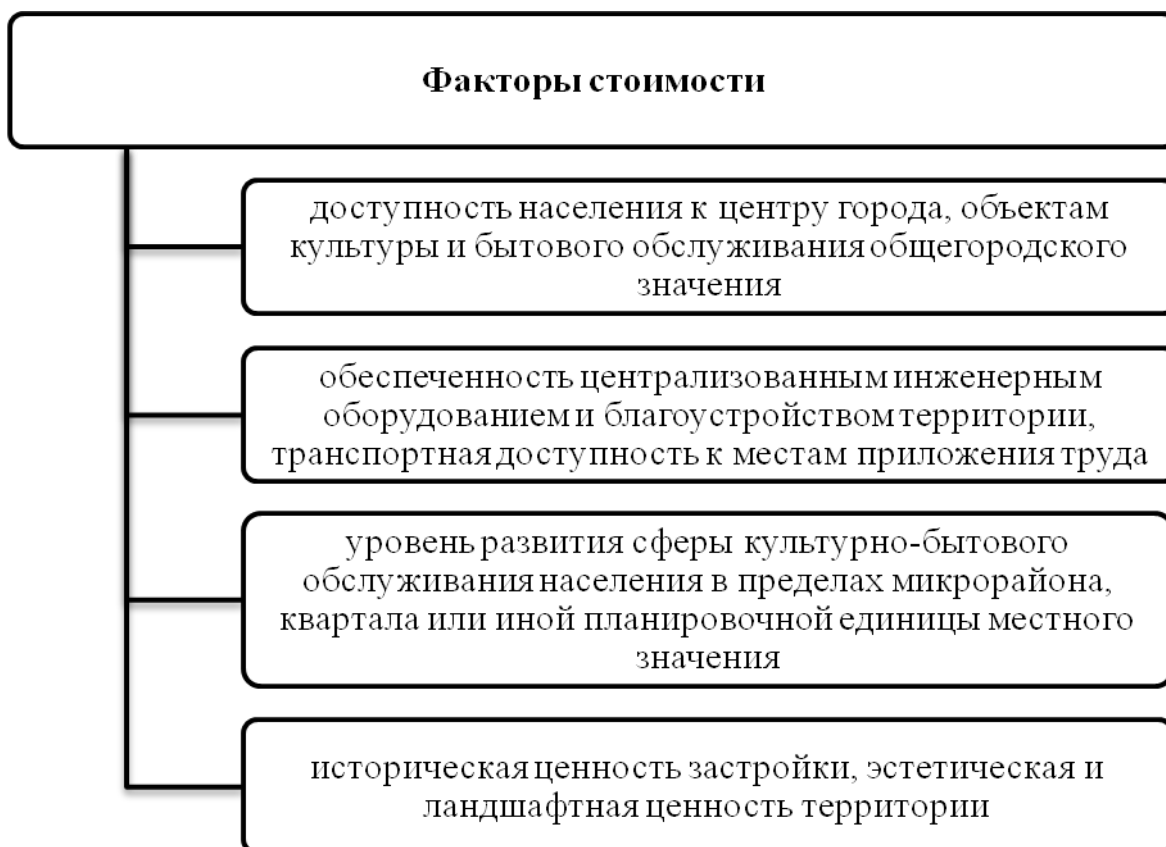 Факторы стоимости
доступность населения к центру города, объектам
культуры и бытового обслуживания общегородского
значения
обеспеченность централизованным инженерным
оборудованием и благоустройством территории,
транспортная доступность к местам приложения труда
уровень развития сферы культурно-бытового
обслуживания населения в пределах микрорайона,
квартала или иной планировочной единицы местного
значения
историческая ценность застройки, эстетическая и
ландшафтная ценность территории